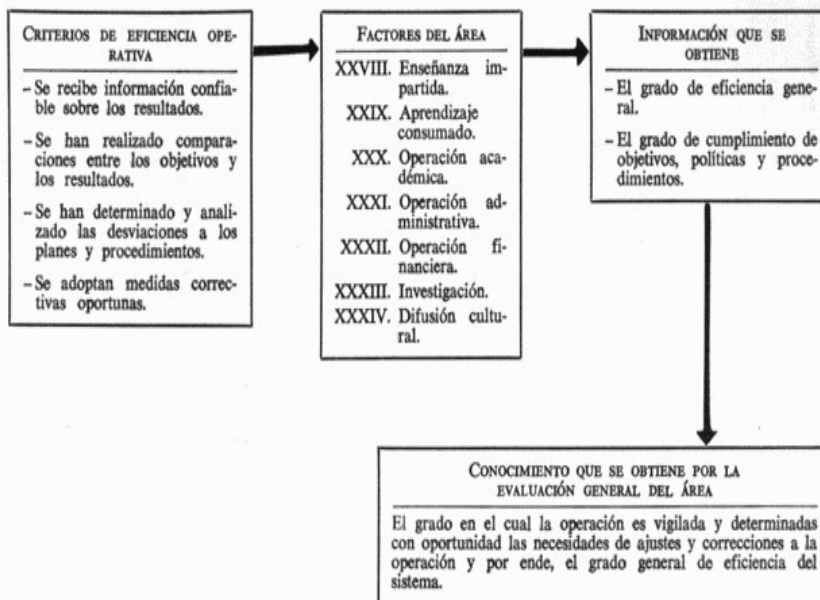 CRITERIOS DE EFICIENCIA OPE-
RATIVA
– Se recibe información confia-
ble sobre los resultados.
– Se han realizado compara-
ciones entre los objetivos y
los resultados.
– Se han determinado y anali-
zado las desviaciones a los
planes y procedimientos.
– Se adoptan medidas correc-
tivas oportunas.
FACTORES DEL ÁREA
XXVIII. Enseñanza im-
partida.
XXIX. Aprendizaje
consumado.
XXX. Operación aca-
démica.
XXXI. Operación ad-
ministrativa.
XXXII. Operación fi-
nanciera.
XXXIII. Investigación.
XXXIV. Difusión cultu-
ral.
INFORMACIÓN QUE SE
OBTIENE
– El grado de eficiencia gene-
ral.
– El grado de cumplimiento de
objetivos, políticas y proce-
dimientos.
CONOCIMIENTO QUE SE OBTIENE POR LA
EVALUACIÓN GENERAL DEL ÁREA
El grado en el cual la operación es vigilada y determinadas
con oportunidad las necesidades de ajustes y correcciones a la
operación y por ende, el grado general de eficiencia del
sistema.